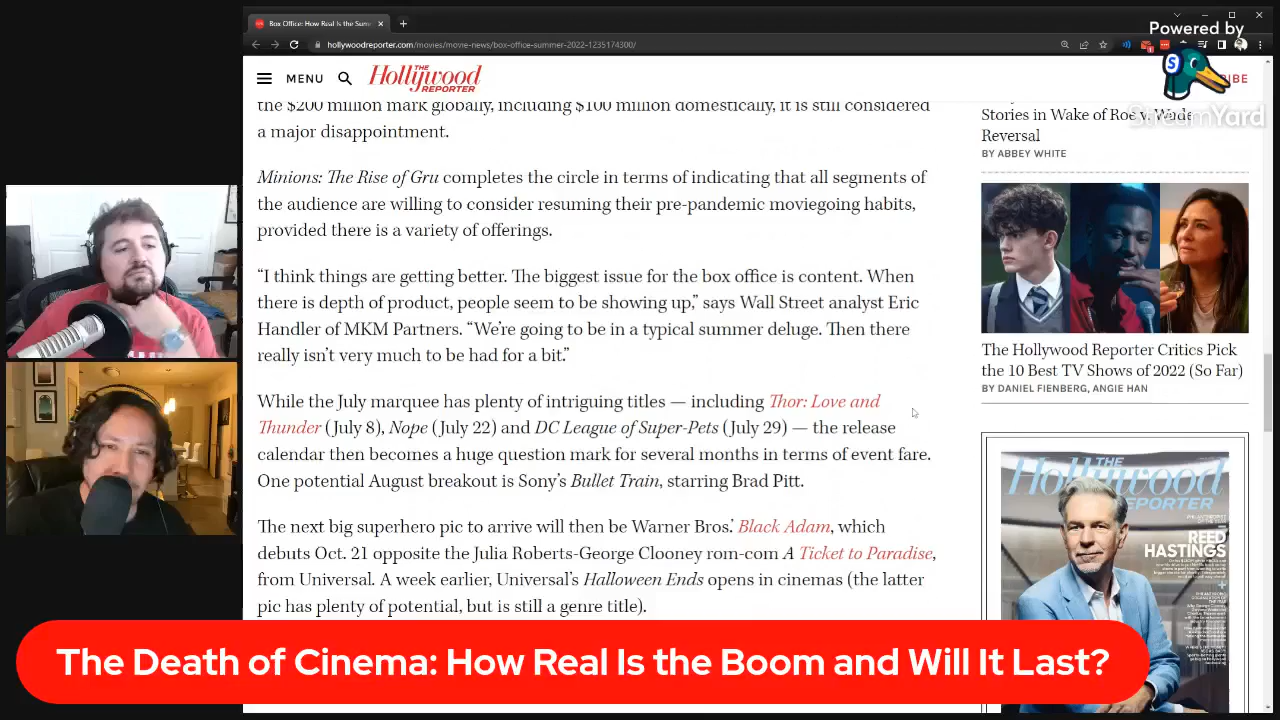 Box Office: How Real Is the Sum
hollywoodreporter.com/movies/movie-news/box-office-summer-2022-1235174300/
Powered by
S
StreamYard
MENU
THE
Hollywood
REPORTER
IBE
the $200 million mark globally, including $100 million domestically, it is still considered
a major disappointment.
Minions: The Rise of Gru completes the circle in terms of indicating that all segments of
the audience are willing to consider resuming their pre-pandemic moviegoing habits,
provided there is a variety of offerings.
“I think things are getting better. The biggest issue for the box office is content. When
there is depth of product, people seem to be showing up,” says Wall Street analyst Eric
Handler of MKM Partners. “We’re going to be in a typical summer deluge. Then there
really isn’t very much to be had for a bit.”
While the July marquee has plenty of intriguing titles — including Thor: Love and
Thunder (July 8), Nope (July 22) and DC League of Super-Pets (July 29) — the release
calendar then becomes a huge question mark for several months in terms of event fare.
One potential August breakout is Sony’s Bullet Train, starring Brad Pitt.
The next big superhero pic to arrive will then be Warner Bros.’ Black Adam, which
debuts Oct. 21 opposite the Julia Roberts-George Clooney rom-com A Ticket to Paradise,
from Universal. A week earlier, Universal’s Halloween Ends opens in cinemas (the latter
pic has plenty of potential, but is still a genre title).
Stories in Wake of Roe v. Wade
Reversal
BY ABBEY WHITE
The Hollywood Reporter Critics Pick
the 10 Best TV Shows of 2022 (So Far)
BY DANIEL FIENBERG, ANGIE HAN
THE
Hollywood
REPORTER
REED
HASTINGS
The Death of Cinema: How Real Is the Boom and Will It Last?